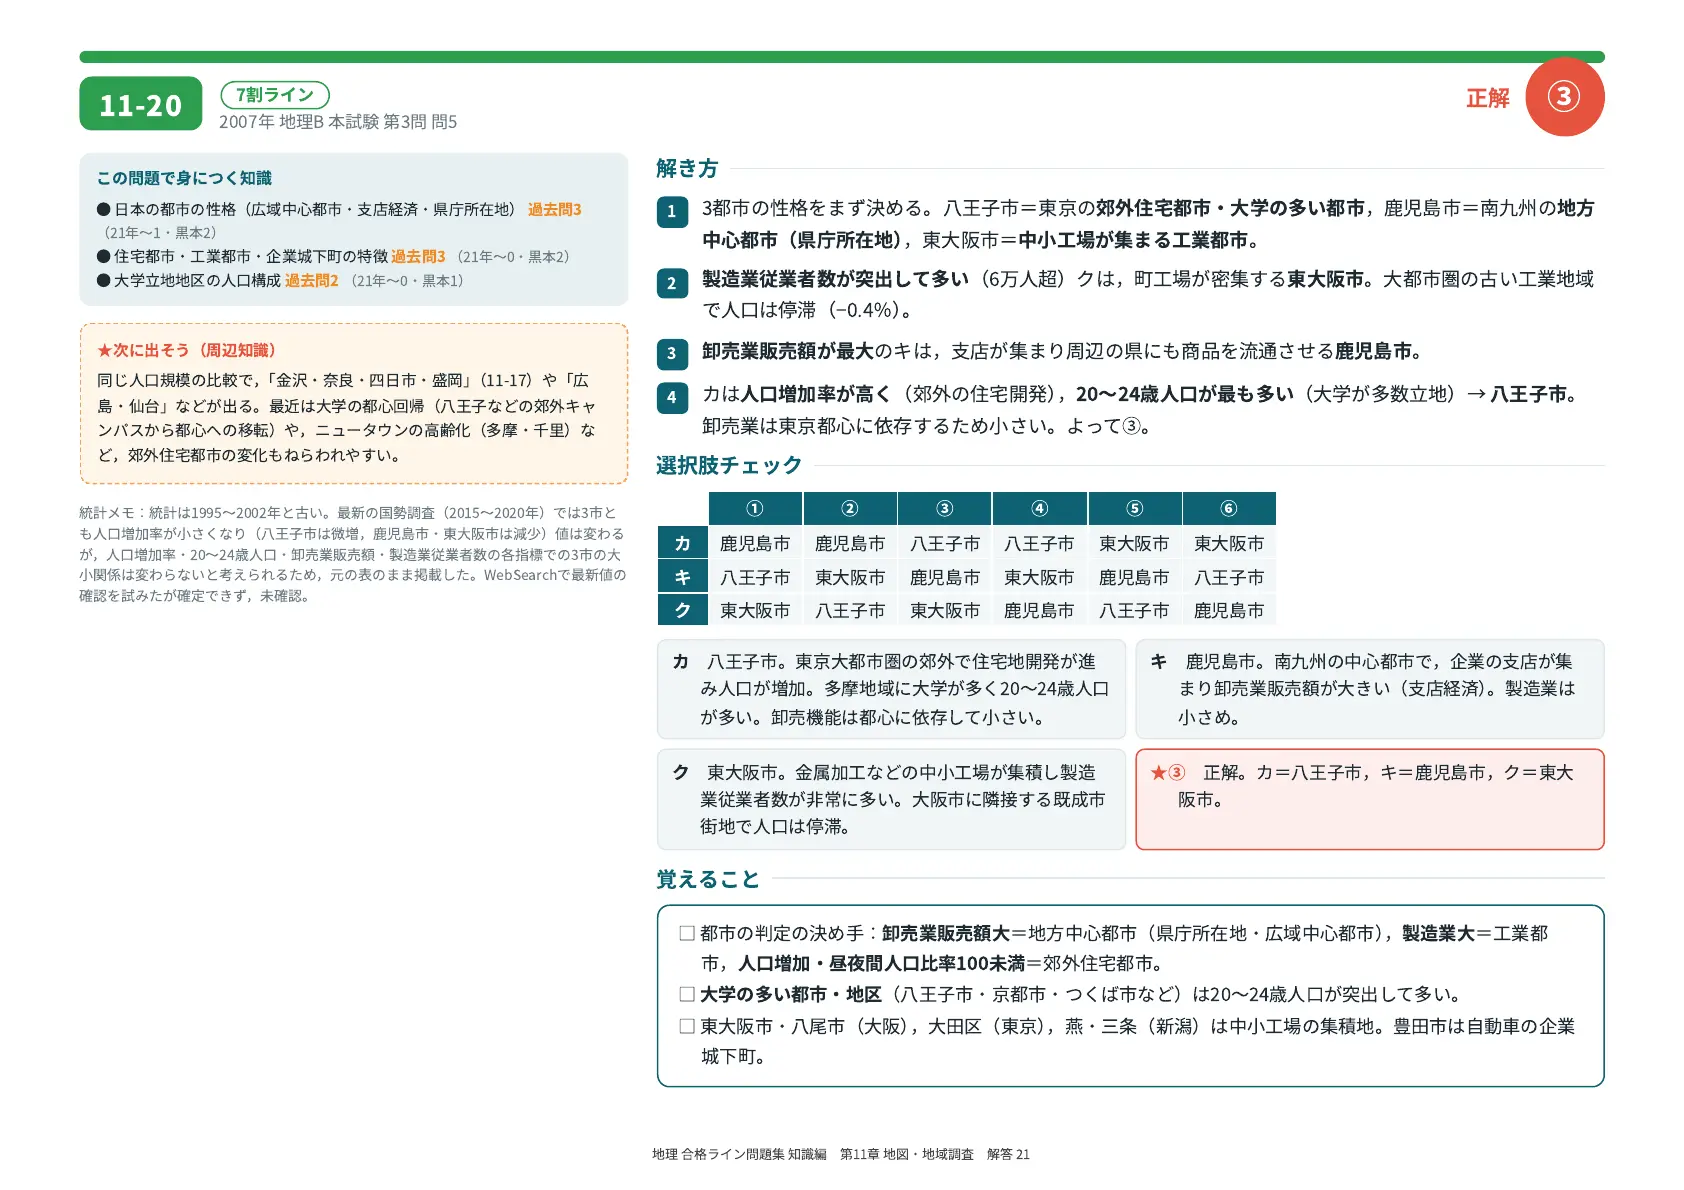 11-20
7割ライン
2007年 地理B 本試験 第3問 問5
正解 ③
この問題で身につく知識
● 日本の都市の性格（広域中心都市・支店経済・県庁所在地） 過去問3
（21年〜1・黒本2）
● 住宅都市・工業都市・企業城下町の特徴 過去問3 （21年〜0・黒本2）
● 大学立地地区の人口構成 過去問2 （21年〜0・黒本1）
★次に出そう（周辺知識）
同じ人口規模の比較で，「金沢・奈良・四日市・盛岡」（11-17）や「広
島・仙台」などが出る。最近は大学の都心回帰（八王子などの郊外キャ
ンパスから都心への移転）や，ニュータウンの高齢化（多摩・千里）な
ど，郊外住宅都市の変化もねらわれやすい。
統計メモ：統計は1995〜2002年と古い。最新の国勢調査（2015〜2020年）では3市と
も人口増加率が小さくなり（八王子市は微増，鹿児島市・東大阪市は減少）値は変わる
が，人口増加率・20〜24歳人口・卸売業販売額・製造業従業者数の各指標での3市の大
小関係は変わらないと考えられるため，元の表のまま掲載した。WebSearchで最新値の
確認を試みたが確定できず，未確認。
解き方
1 3都市の性格をまず決める。八王子市＝東京の郊外住宅都市・大学の多い都市，鹿児島市＝南九州の地方
中心都市（県庁所在地），東大阪市＝中小工場が集まる工業都市。
2 製造業従業者数が突出して多い（6万人超）クは，町工場が密集する東大阪市。大都市圏の古い工業地域
で人口は停滞（−0.4％）。
3 卸売業販売額が最大のキは，支店が集まり周辺の県にも商品を流通させる鹿児島市。
4 カは人口増加率が高く（郊外の住宅開発），20〜24歳人口が最も多い（大学が多数立地）→ 八王子市。
卸売業は東京都心に依存するため小さい。よって③。
選択肢チェック
① ② ③ ④ ⑤ ⑥
カ 鹿児島市 鹿児島市 八王子市 八王子市 東大阪市 東大阪市
キ 八王子市 東大阪市 鹿児島市 東大阪市 鹿児島市 八王子市
ク 東大阪市 八王子市 東大阪市 鹿児島市 八王子市 鹿児島市
カ 八王子市。東京大都市圏の郊外で住宅地開発が進
み人口が増加。多摩地域に大学が多く20〜24歳人口
が多い。卸売機能は都心に依存して小さい。
キ 鹿児島市。南九州の中心都市で，企業の支店が集
まり卸売業販売額が大きい（支店経済）。製造業は
小さめ。
ク 東大阪市。金属加工などの中小工場が集積し製造
業従業者数が非常に多い。大阪市に隣接する既成市
街地で人口は停滞。
★③ 正解。カ＝八王子市，キ＝鹿児島市，ク＝東大
阪市。
覚えること
□ 都市の判定の決め手：卸売業販売額大＝地方中心都市（県庁所在地・広域中心都市），製造業大＝工業都
市，人口増加・昼夜間人口比率100未満＝郊外住宅都市。
□ 大学の多い都市・地区（八王子市・京都市・つくば市など）は20〜24歳人口が突出して多い。
□ 東大阪市・八尾市（大阪），大田区（東京），燕・三条（新潟）は中小工場の集積地。豊田市は自動車の企業
城下町。
地理 合格ライン問題集 知識編 第11章 地図・地域調査 解答 21